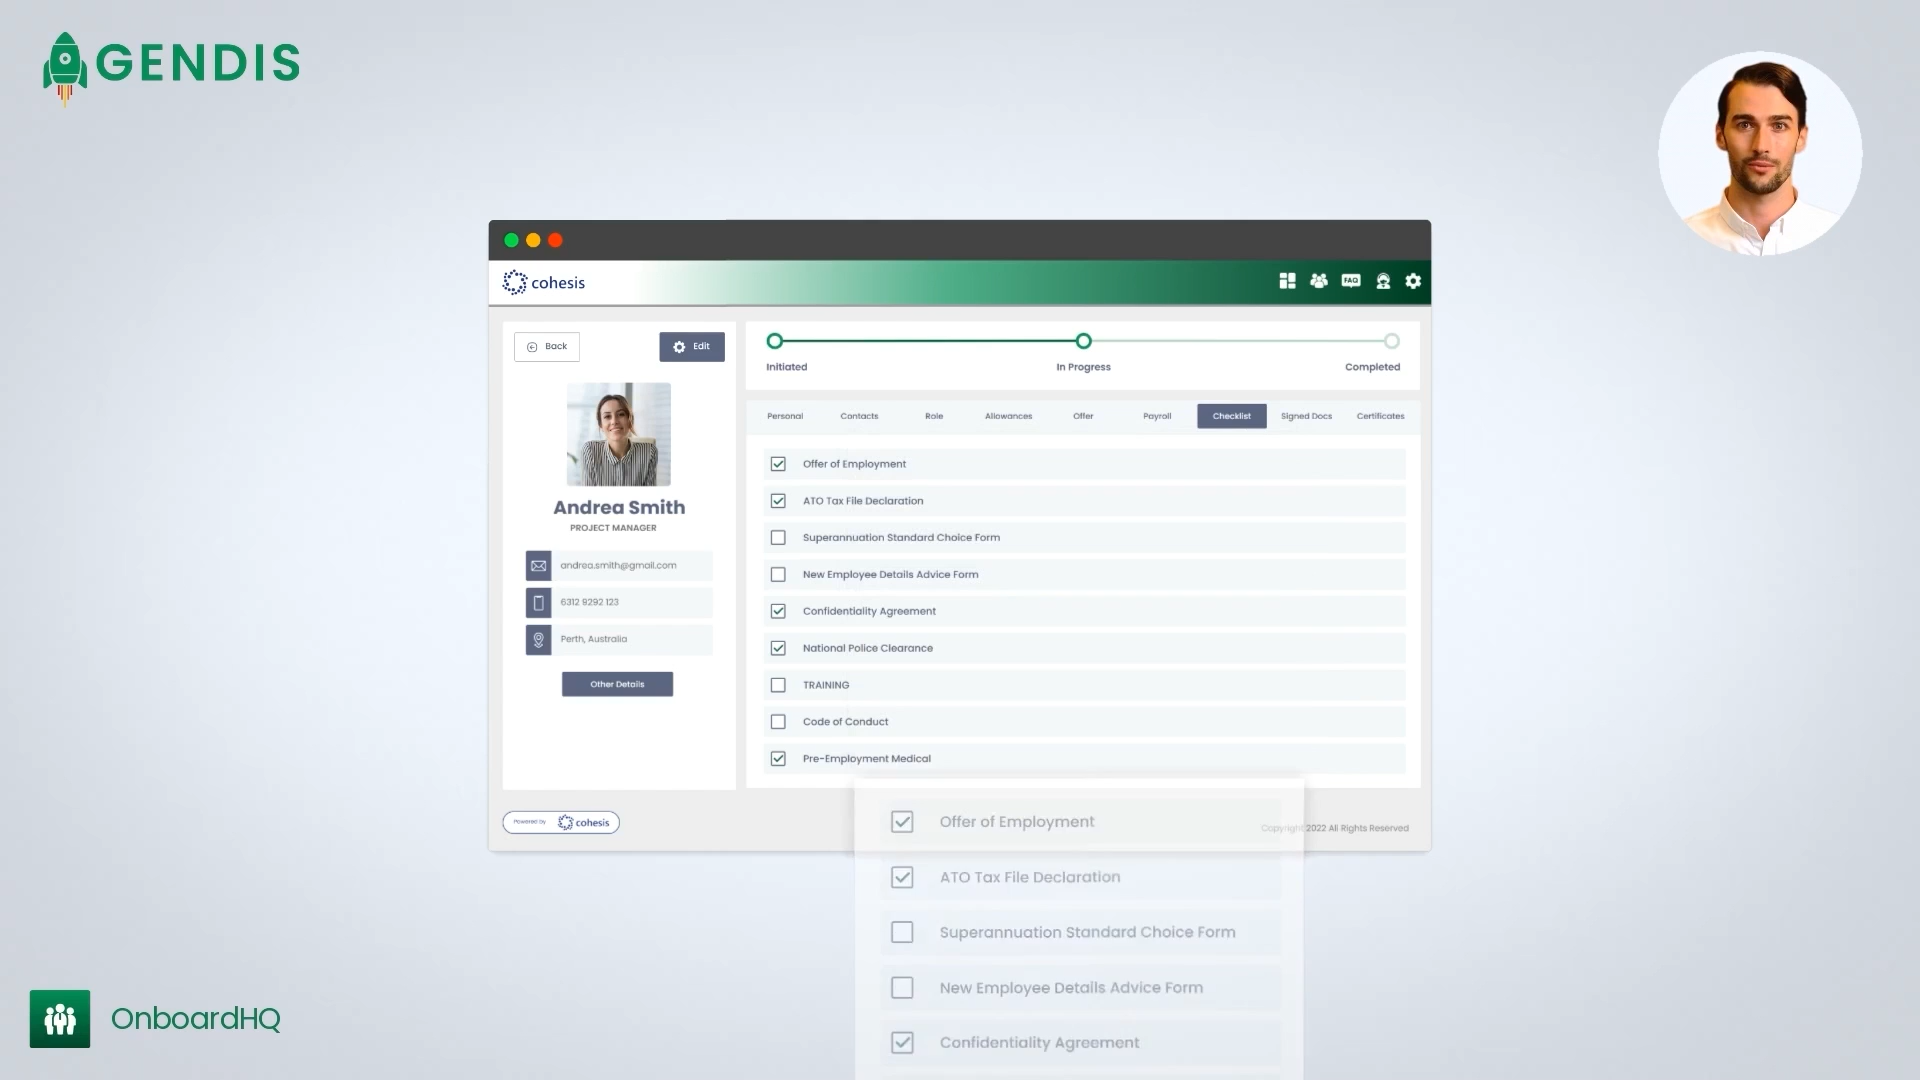 GENDIS
cohesis
FAQ
Back
Edit
Initiated
In Progress
Completed
Personal
Contacts
Role
Allowances
Offer
Payroll
Checklist
Signed Docs
Certificates
Andrea Smith
PROJECT MANAGER
andrea.smith@gmail.com
6312 9292 123
Perth, Australia
Other Details
Offer of Employment
ATO Tax File Declaration
Superannuation Standard Choice Form
New Employee Details Advice Form
Confidentiality Agreement
National Police Clearance
TRAINING
Code of Conduct
Pre-Employment Medical
Powered by
cohesis
Copyright 2022 All Rights Reserved
Offer of Employment
ATO Tax File Declaration
Superannuation Standard Choice Form
New Employee Details Advice Form
Confidentiality Agreement
OnboardHQ